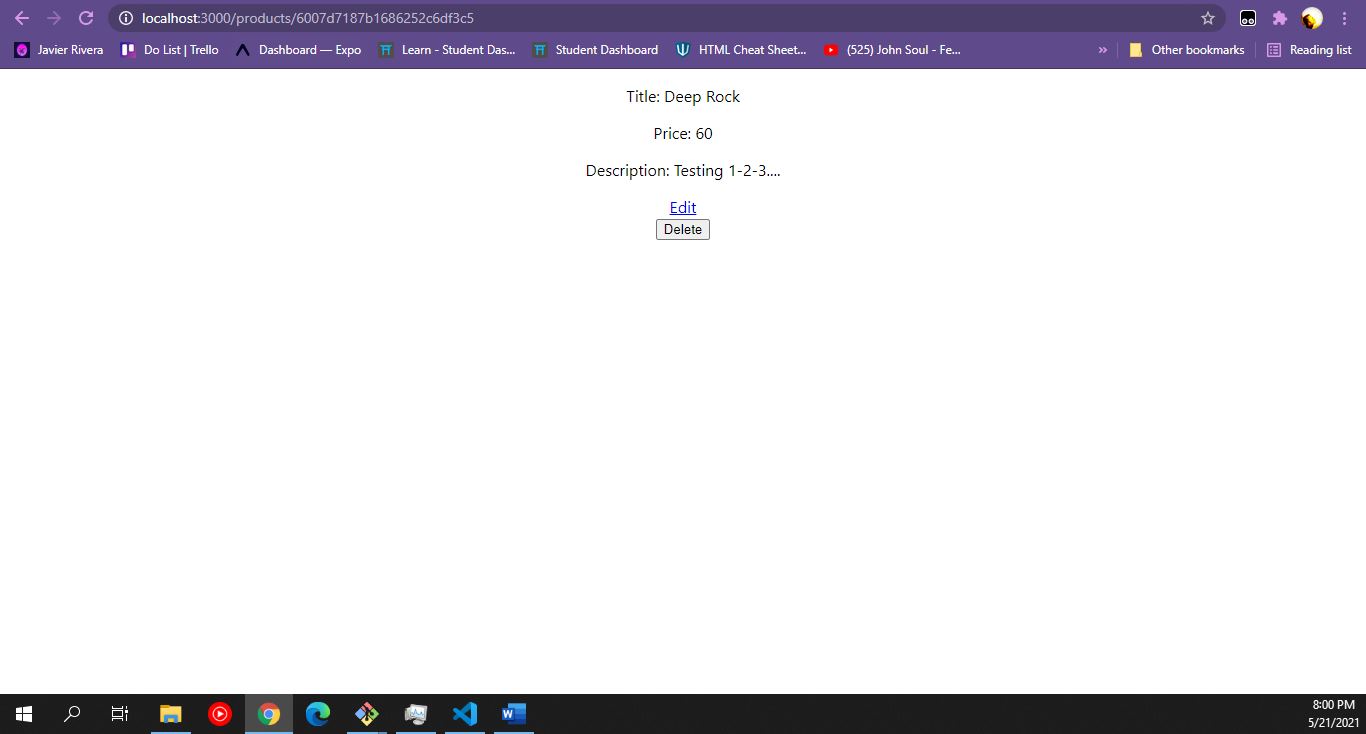 localhost:3000/products/6007d7187b1686252c6df3c5
Javier Rivera Do List | Trello Dashboard — Expo Learn - Student Das... Student Dashboard HTML Cheat Sheet... (525) John Soul - Fe... » Other bookmarks Reading list
Title: Deep Rock
Price: 60
Description: Testing 1-2-3....
Edit
Delete
8:00 PM
5/21/2021